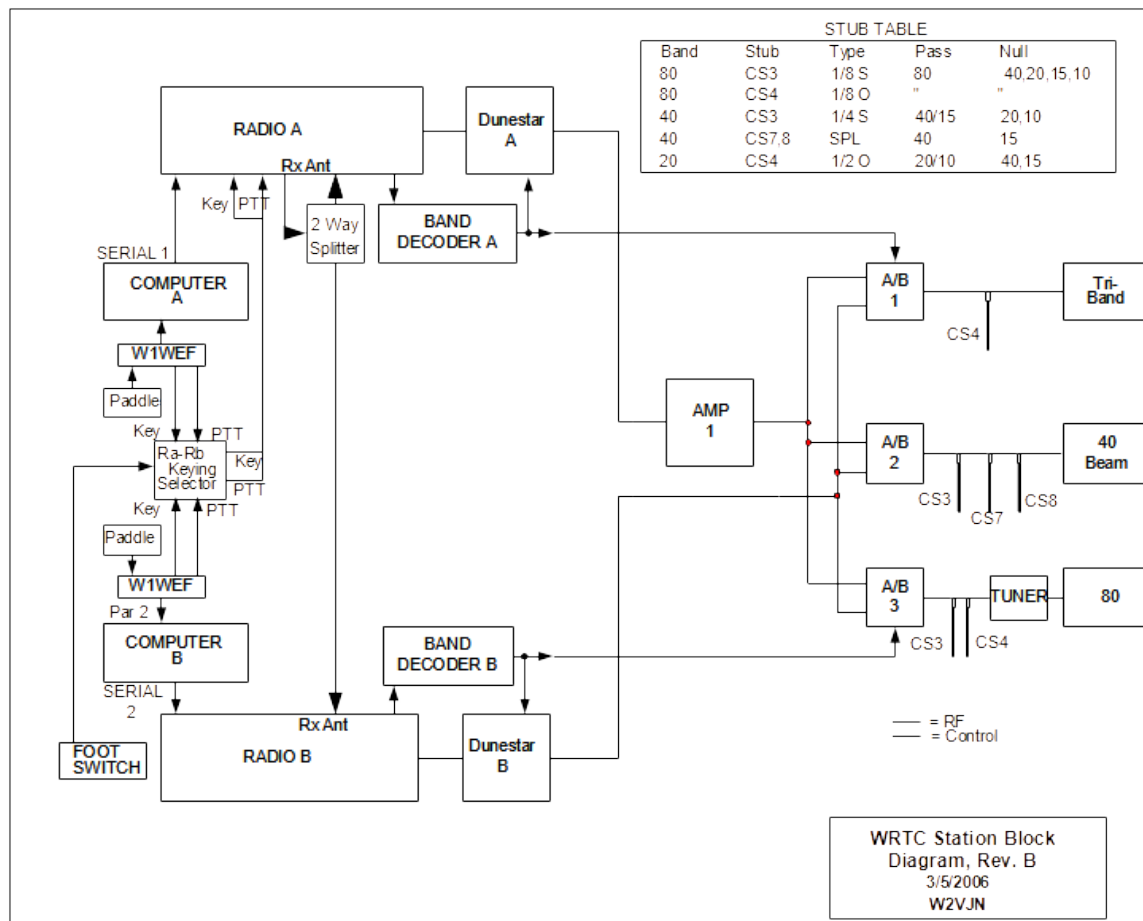 STUB TABLE
Band Stub Type Pass Null
80 CS3 1/8 S 80 40,20,15,10
80 CS4 1/8 O " "
40 CS3 1/4 S 40/15 20,10
40 CS7,8 SPL 40 15
20 CS4 1/2 O 20/10 40,15
RADIO A
Rx Ant
Dunestar
A
Key PTT
2 Way
Splitter
BAND
DECODER A
SERIAL 1
COMPUTER
A
A/B
1
Tri-
Band
CS4
W1WEF
Paddle
Key PTT
AMP
1
Ra-Rb
Keying
Selector
Key
PTT
A/B
2
40
Beam
CS3
CS7
CS8
Key PTT
Paddle
W1WEF
Par 2
A/B
3
TUNER
80
CS3 CS4
COMPUTER
B
BAND
DECODER B
SERIAL
2
Rx Ant
RADIO B
Dunestar
B
FOOT
SWITCH
= RF
= Control
WRTC Station Block
Diagram, Rev. B
3/5/2006
W2VJN